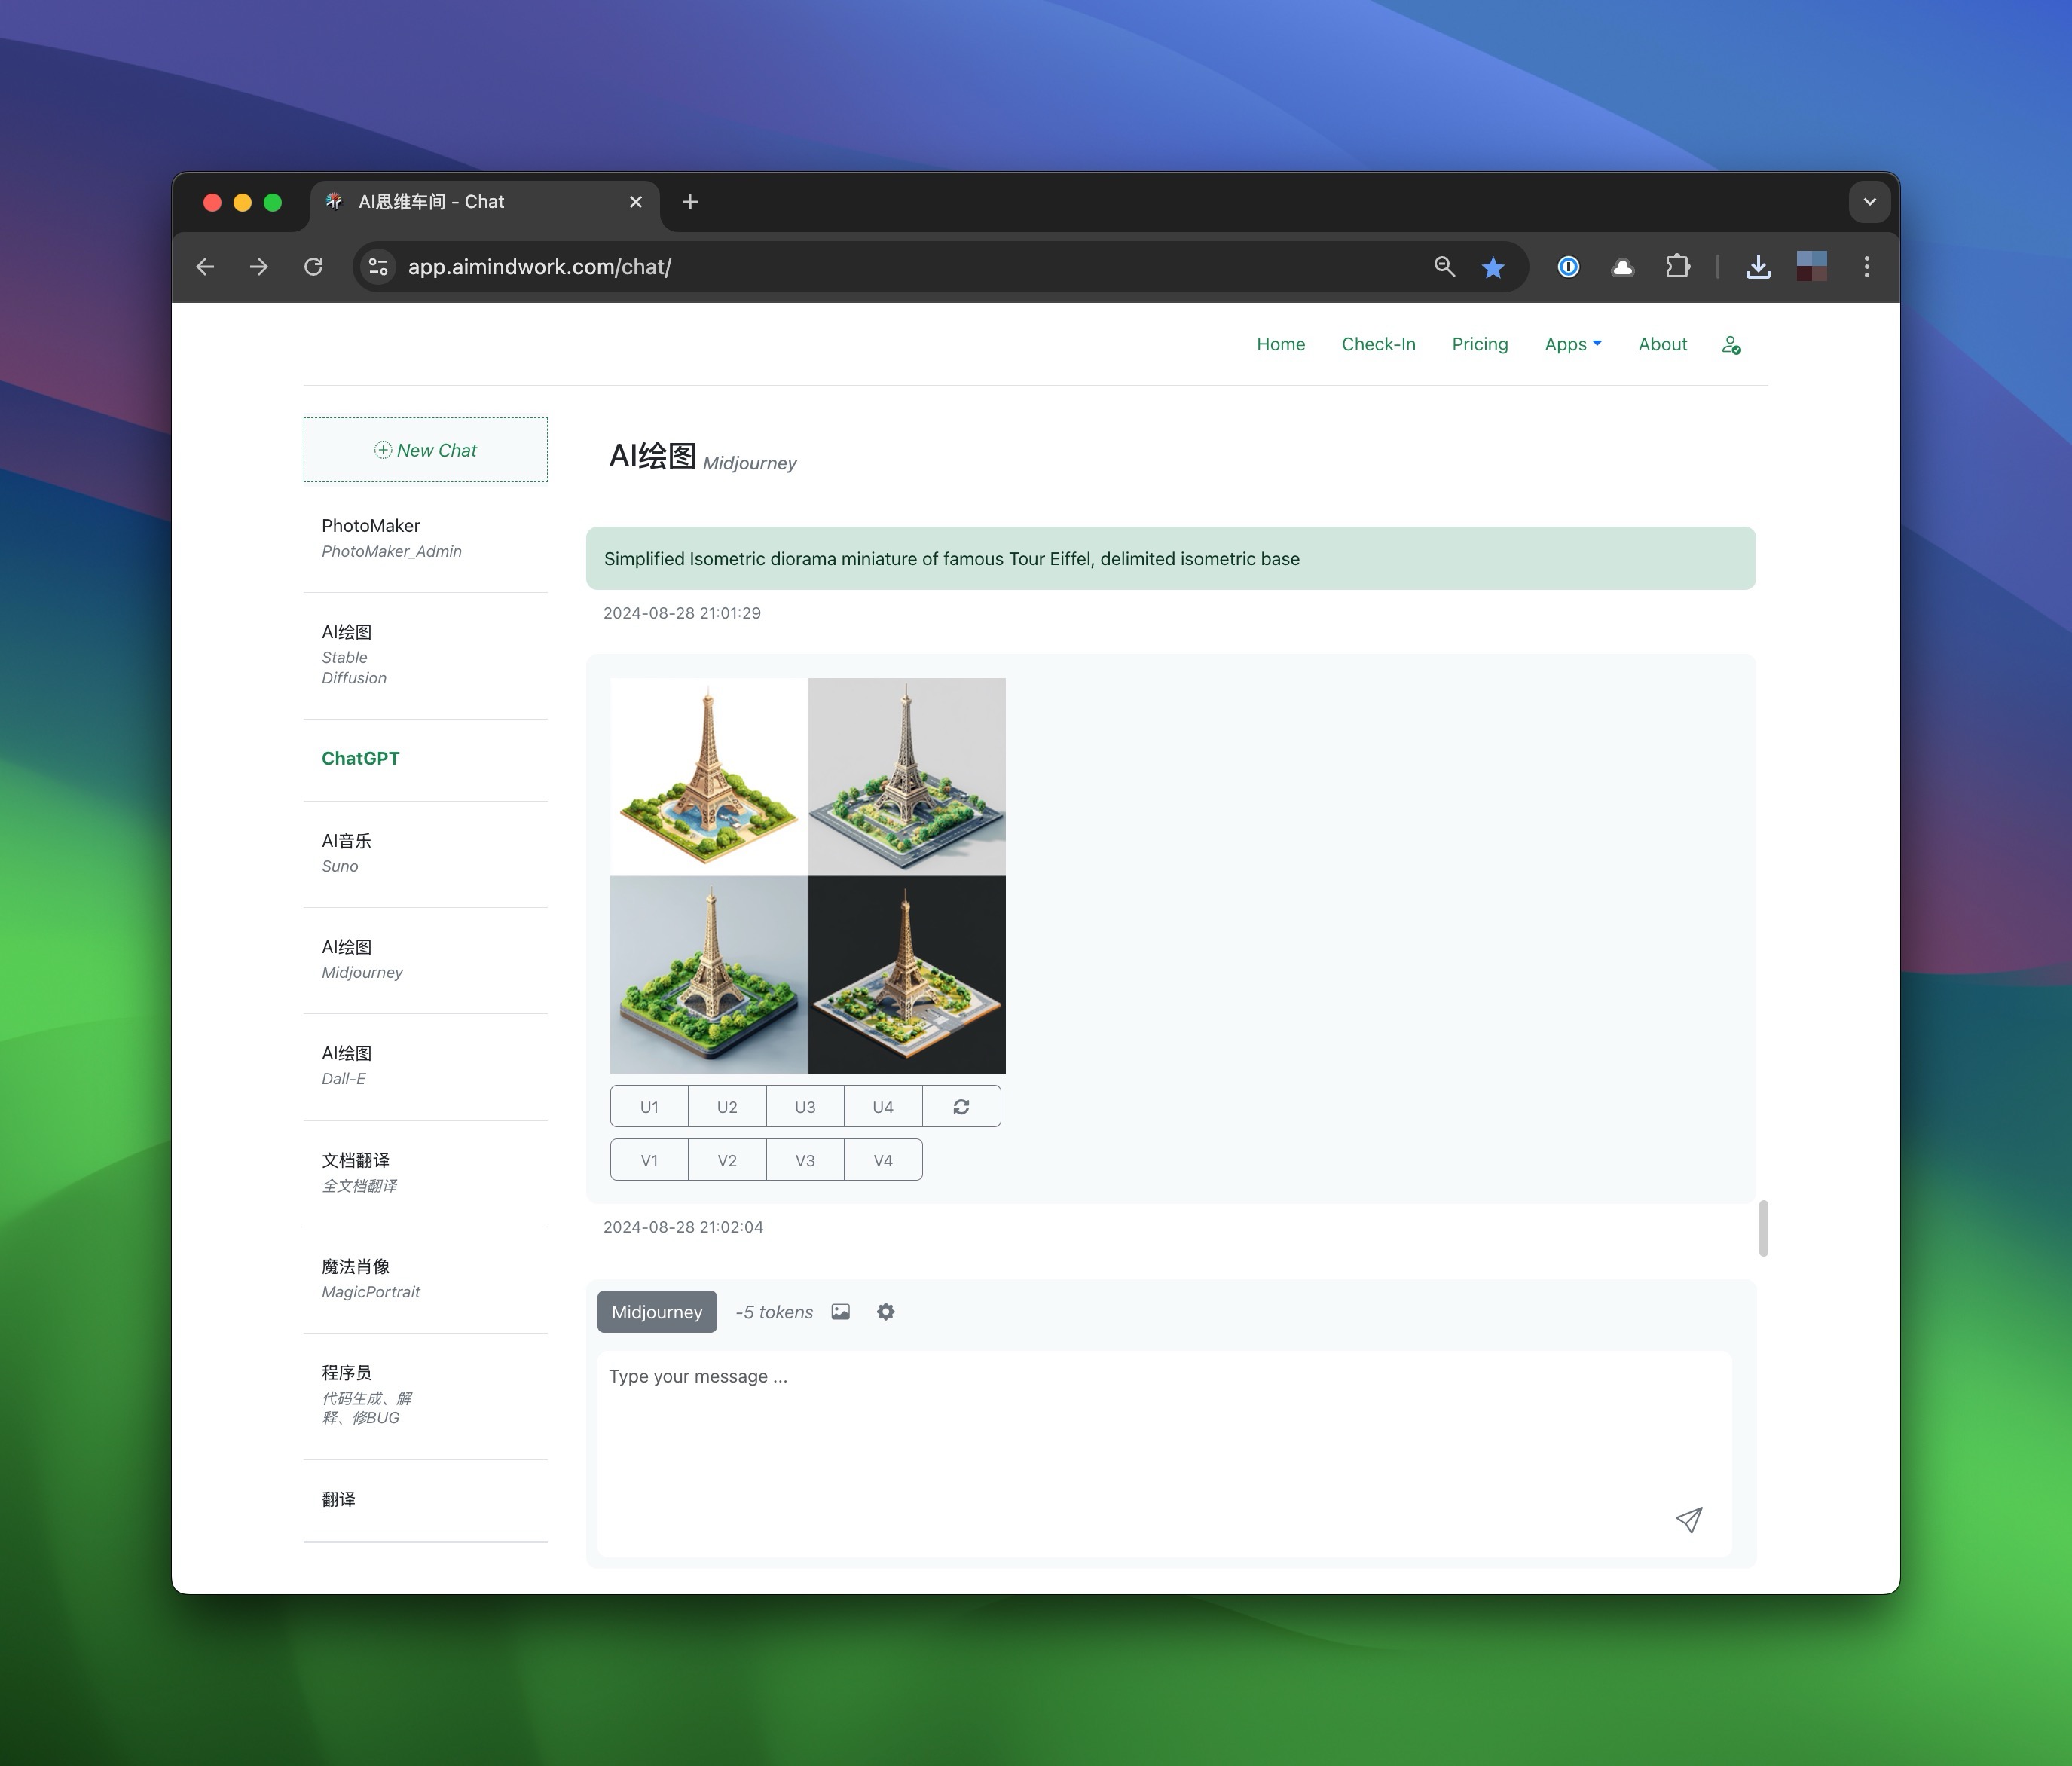 AI思维车间 - Chat
app.aimindwork.com/chat/
Home Check-In Pricing Apps About
New Chat
PhotoMaker
PhotoMaker_Admin
AI绘图
Stable
Diffusion
ChatGPT
AI音乐
Suno
AI绘图
Midjourney
AI绘图
Dall-E
文档翻译
全文档翻译
魔法肖像
MagicPortrait
程序员
代码生成、解
释、修BUG
翻译
AI绘图 Midjourney
Simplified Isometric diorama miniature of famous Tour Eiffel, delimited isometric base
2024-08-28 21:01:29
U1 U2 U3 U4
V1 V2 V3 V4
2024-08-28 21:02:04
Midjourney -5 tokens
Type your message ...